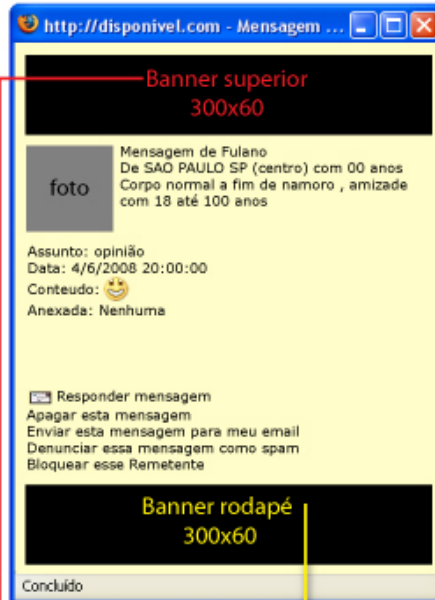 http://disponivel.com - Mensagem ...
Banner superior
300x60
foto
Mensagem de Fulano
De SAO PAULO SP (centro) com 00 anos
Corpo normal a fim de namoro , amizade
com 18 até 100 anos
Assunto: opinião
Data: 4/6/2008 20:00:00
Conteudo:
Anexada: Nenhuma
Responder mensagem
Apagar esta mensagem
Enviar esta mensagem para meu email
Denunciar essa mensagem como spam
Bloquear esse Remetente
Banner rodapé
300x60
Concluído